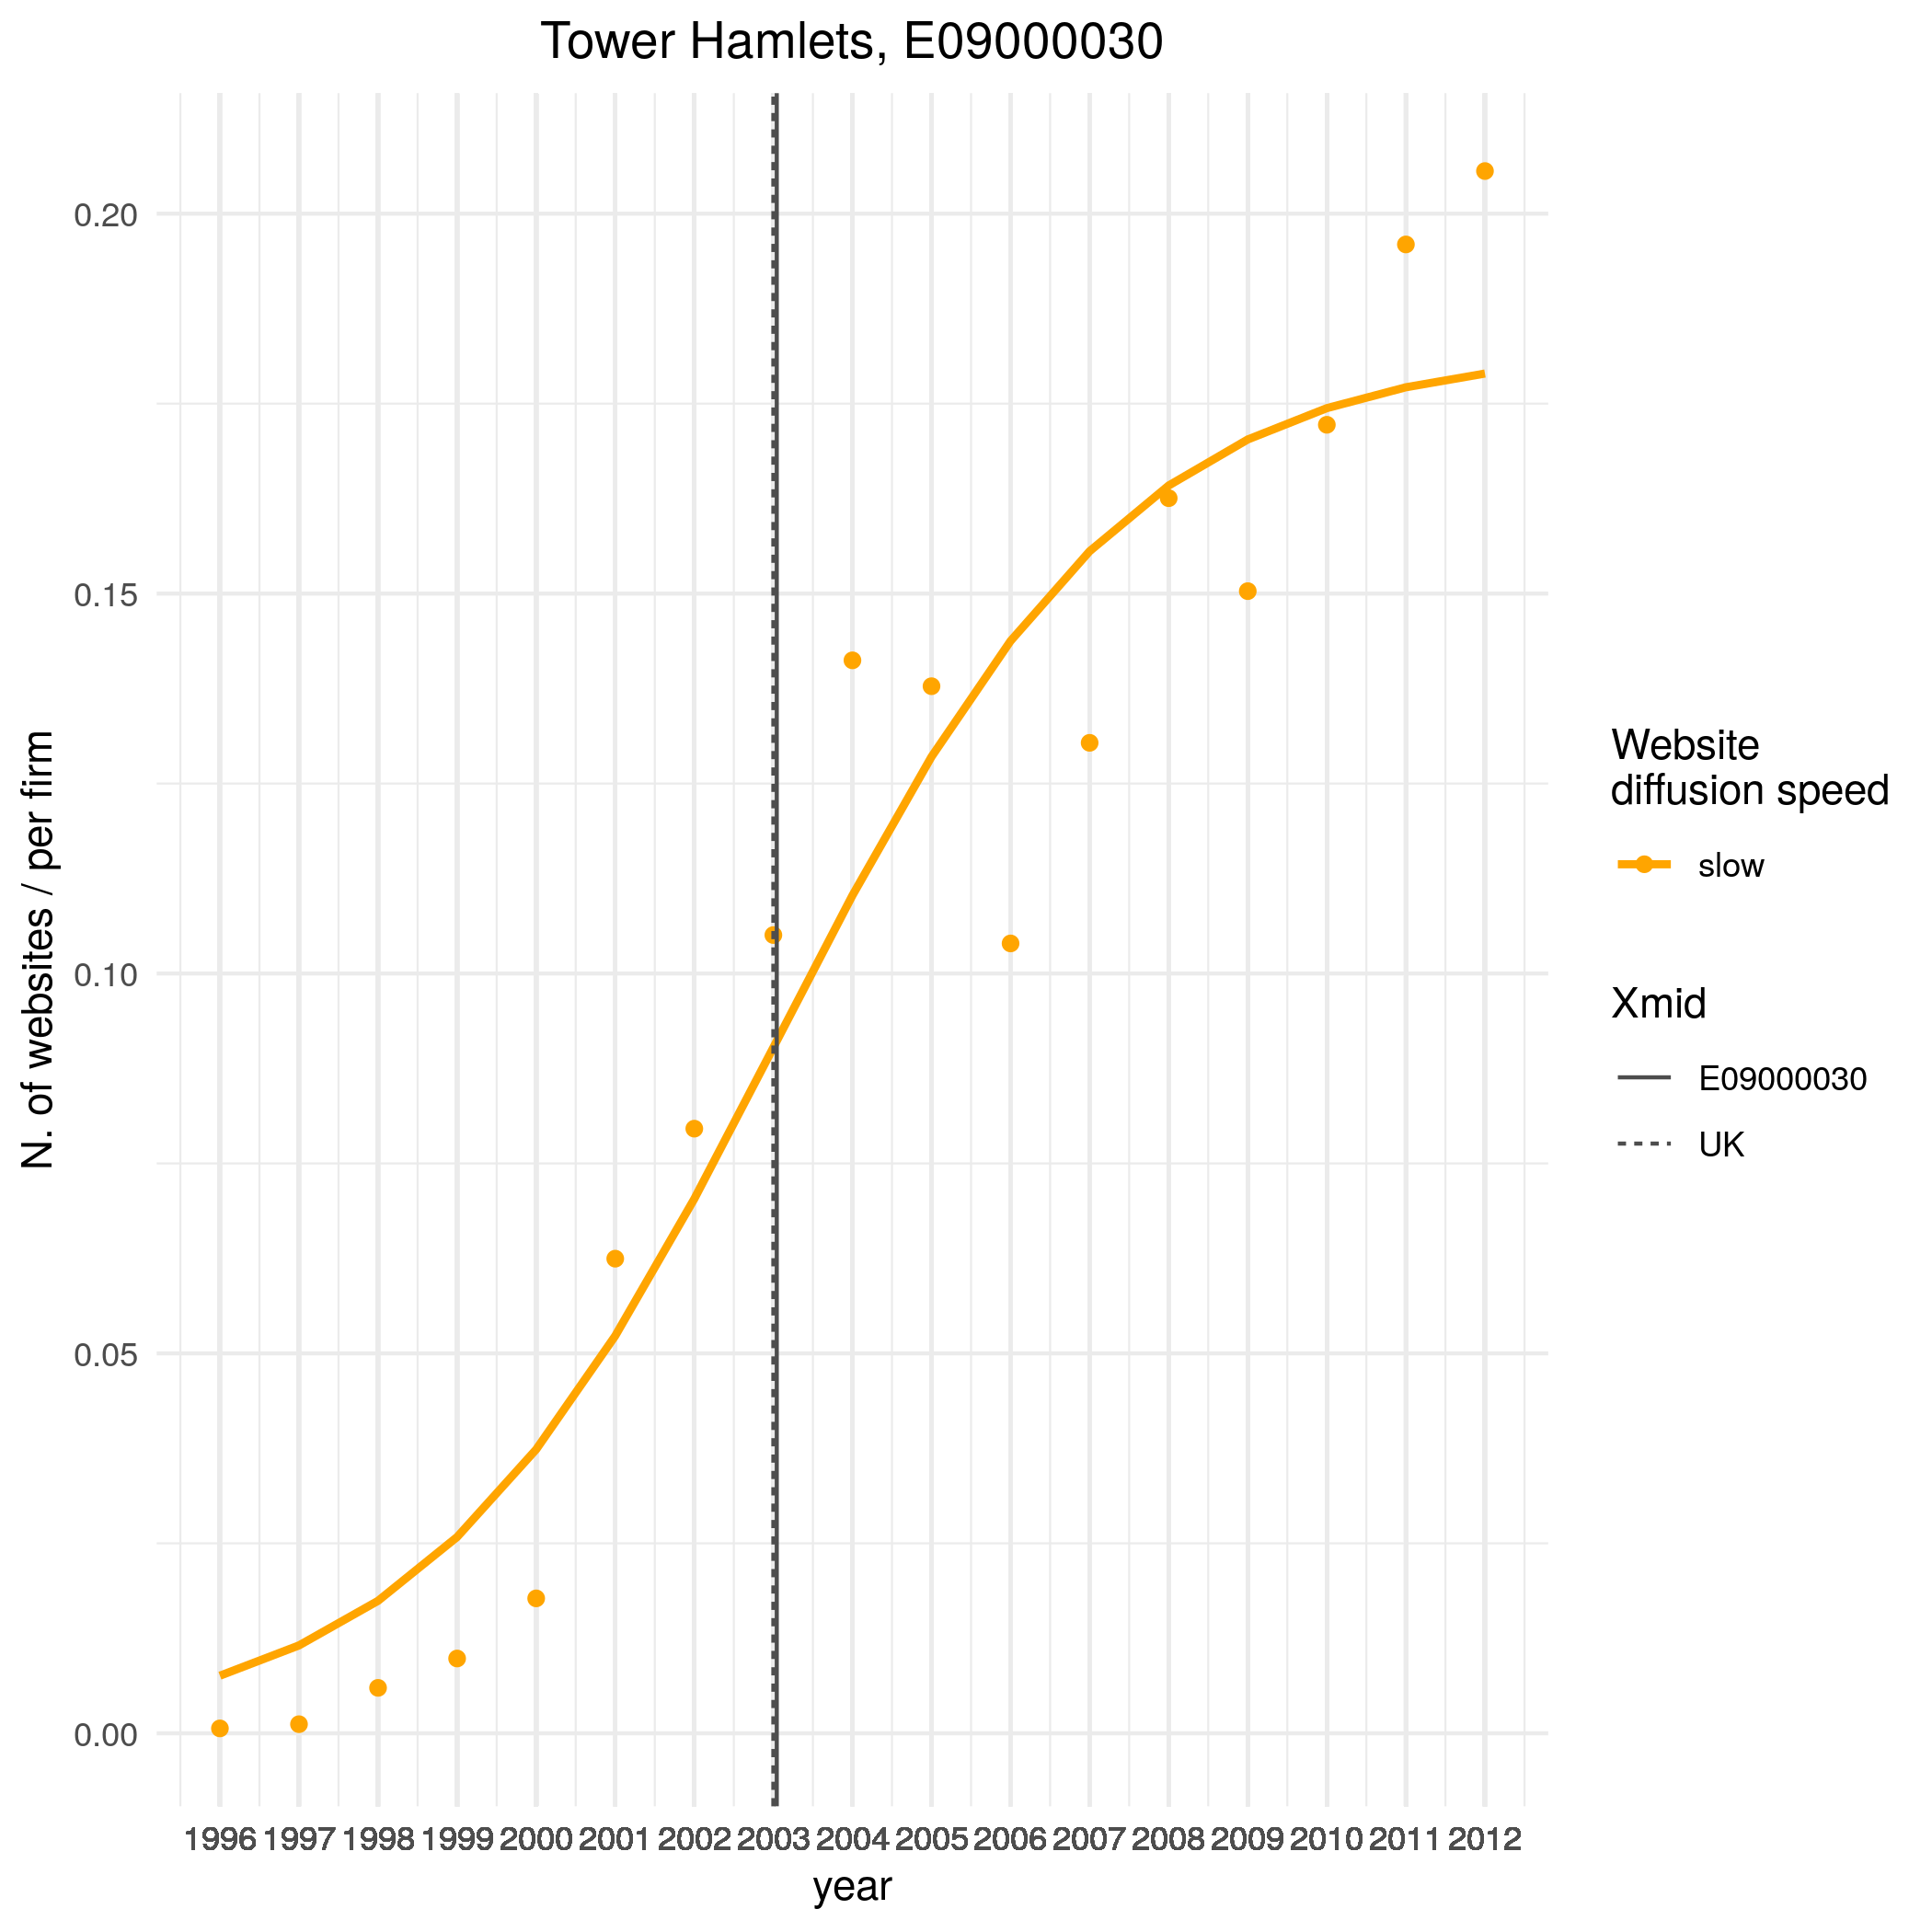 Tower Hamlets, E09000030
N. of websites / per firm
0.20
0.15
0.10
0.05
0.00
1996 1997 1998 1999 2000 2001 2002 2003 2004 2005 2006 2007 2008 2009 2010 2011 2012
year
Website
diffusion speed
slow
Xmid
E09000030
UK